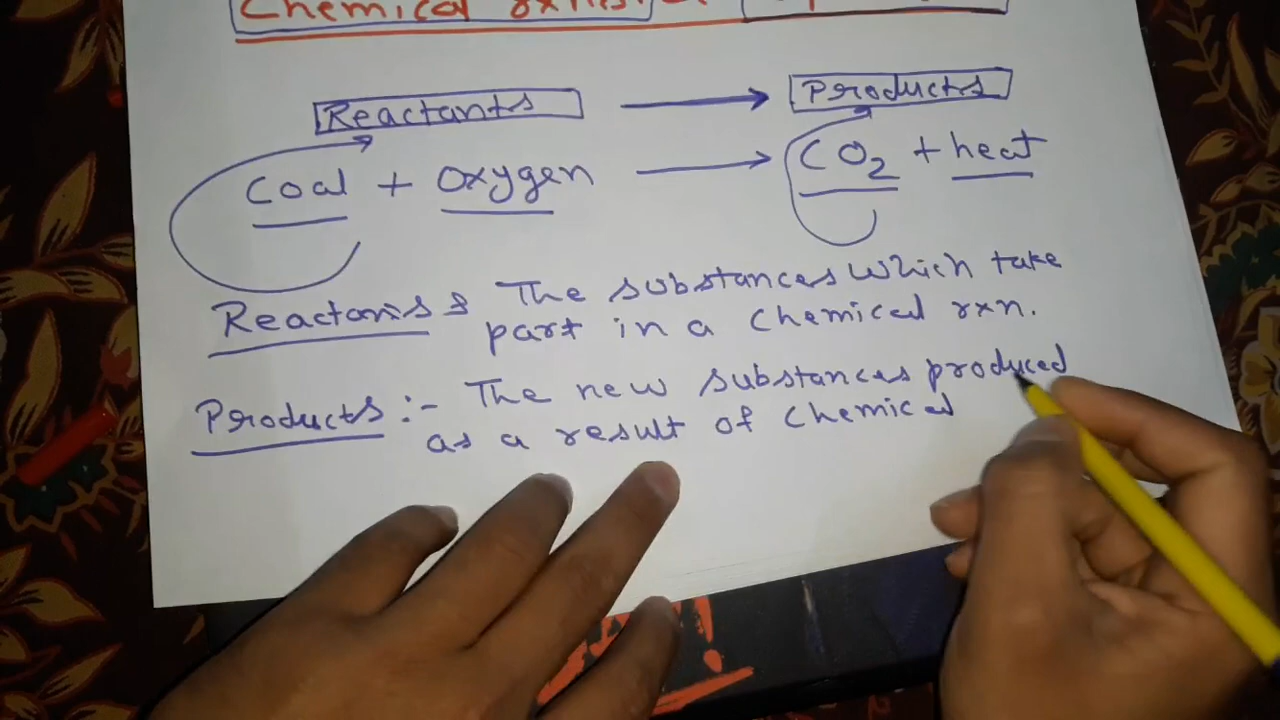 Chemical
Reactants → Products
Coal + Oxygen → CO₂ + heat
Reactants : The substances which take
part in a chemical rxn.
Products :- The new substances produced
as a result of chemical